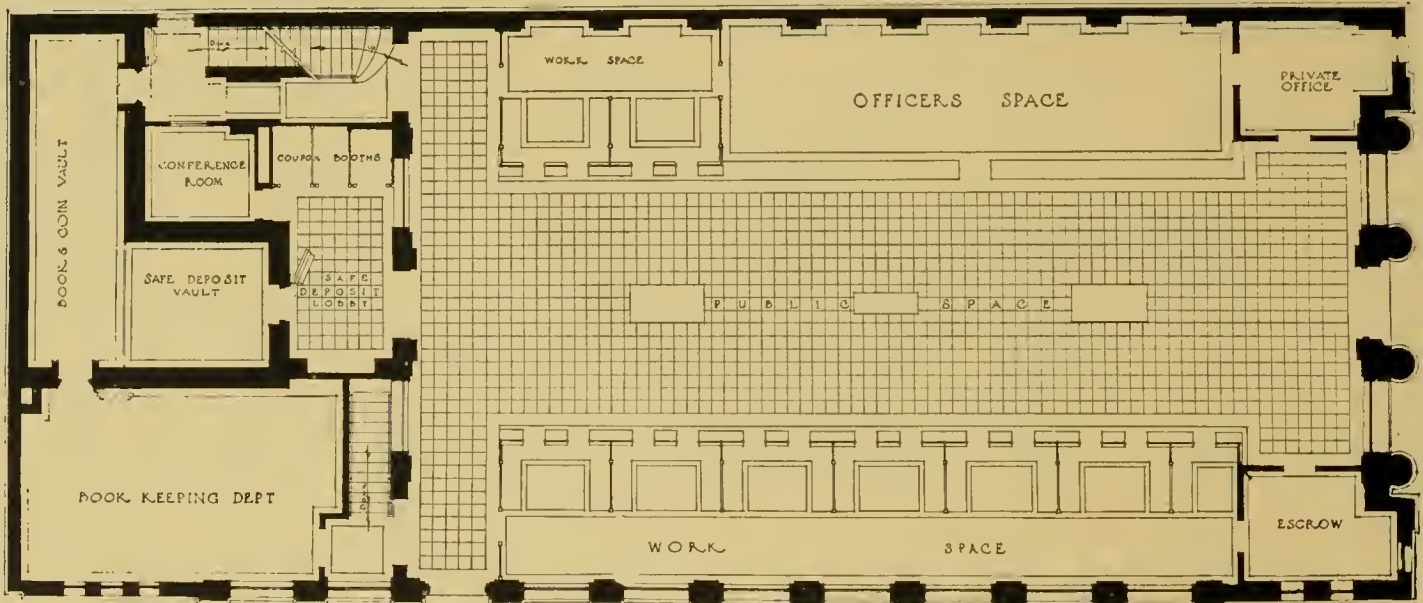 Down
WORK SPACE
OFFICERS SPACE
PRIVATE
OFFICE
BOOK & COIN VAULT
CONFERENCE
ROOM
COUPON BOOTHS
SAFE DEPOSIT
VAULT
SAFE
DEPOSIT
LOBBY
PUBLIC SPACE
BOOK KEEPING DEPT
WORK SPACE
ESCROW